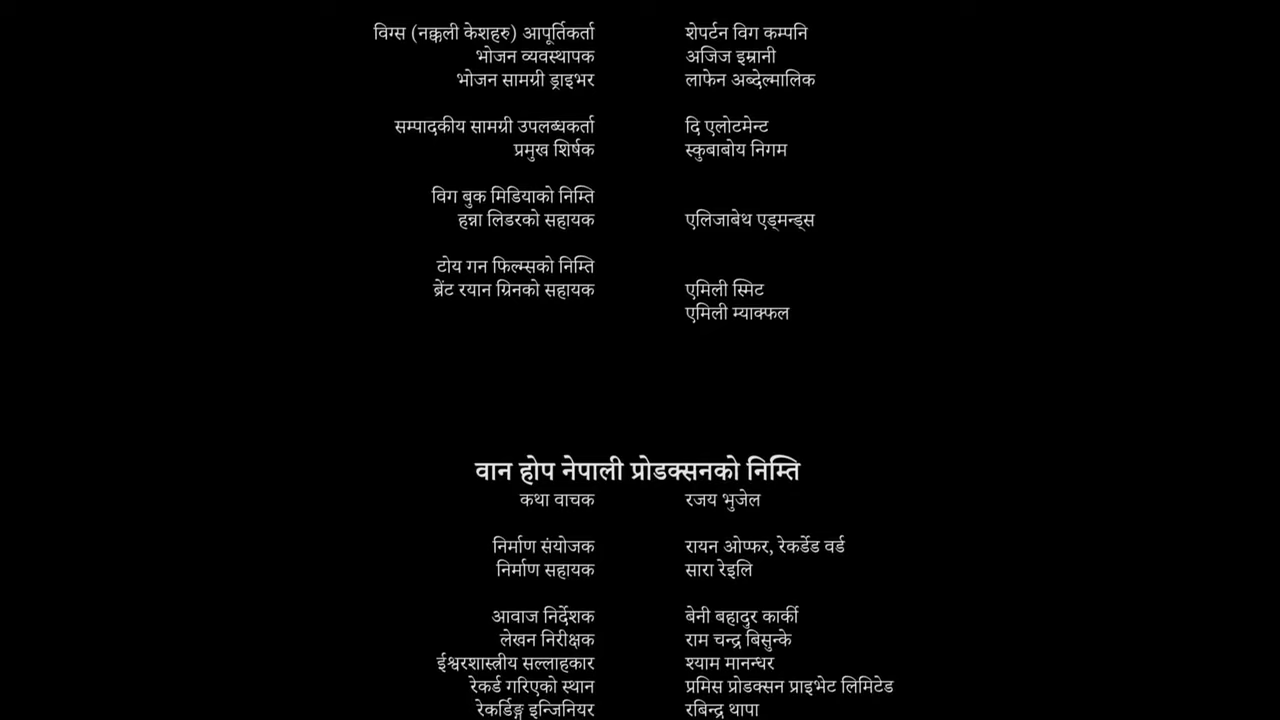 विग्स (नक्कली केशहरु) आपूर्तिकर्ता शेपर्टन विग कम्पनि
भोजन व्यवस्थापक अजिज इम्रानी
भोजन सामग्री ड्राइभर लाफेन अब्देल्मालिक
सम्पादकीय सामग्री उपलब्धकर्ता दि एलोटमेन्ट
प्रमुख शिर्षक स्कुबाबोय निगम
विग बुक मिडियाको निम्ति
हन्ना लिडरको सहायक एलिजाबेथ एड्मन्ड्स
टोय गन फिल्म्सको निम्ति
ब्रेंट रयान ग्रिनको सहायक एमिली स्मिट
एमिली म्याक्फल
वान होप नेपाली प्रोडक्सनको निम्ति
कथा वाचक रजय भुजेल
निर्माण संयोजक रायन ओप्फर, रेकर्डेड वर्ड
निर्माण सहायक सारा रेइलि
आवाज निर्देशक बेनी बहादुर कार्की
लेखन निरीक्षक राम चन्द्र बिसुन्के
ईश्वरशास्त्रीय सल्लाहकार श्याम मानन्धर
रेकर्ड गरिएको स्थान प्रमिस प्रोडक्सन प्राइभेट लिमिटेड
रेकर्डिङ्ग इन्जिनियर रबिन्द्र थापा